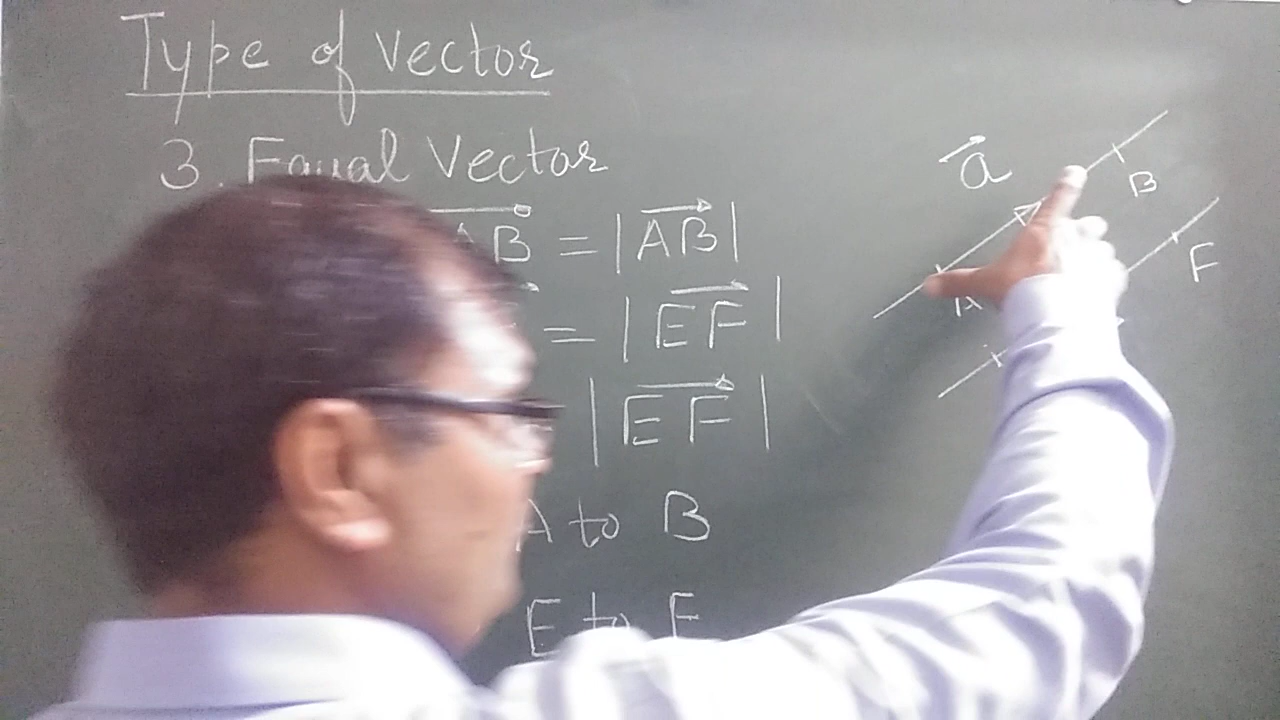 Type of vector
3. Equal Vector
AB = |AB|
= |EF|
|EF|
A to B
E to F
a
B
F
A